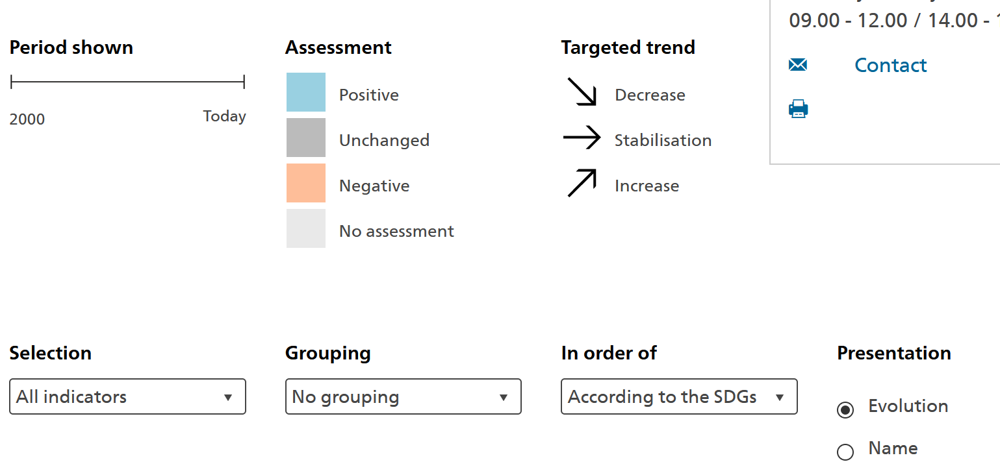 09.00 - 12.00 / 14.00 -
Contact
Period shown
2000
Today
Assessment
Positive
Unchanged
Negative
No assessment
Targeted trend
Decrease
Stabilisation
Increase
Selection
All indicators
Grouping
No grouping
In order of
According to the SDGs
Presentation
Evolution
Name